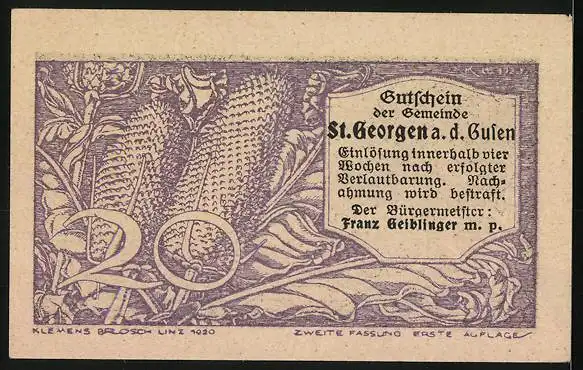 Gutschein
der Gemeinde
St. Georgen a. d. Gusen
Einlösung innerhalb vier
Wochen nach erfolgter
Verlautbarung. Nach-
ahmung wird bestraft.
Der Bürgermeister:
Franz Geiblinger m. p.
20
KLEMENS BROSCH LINZ 1920 ZWEITE FASSUNG ERSTE AUFLAGE